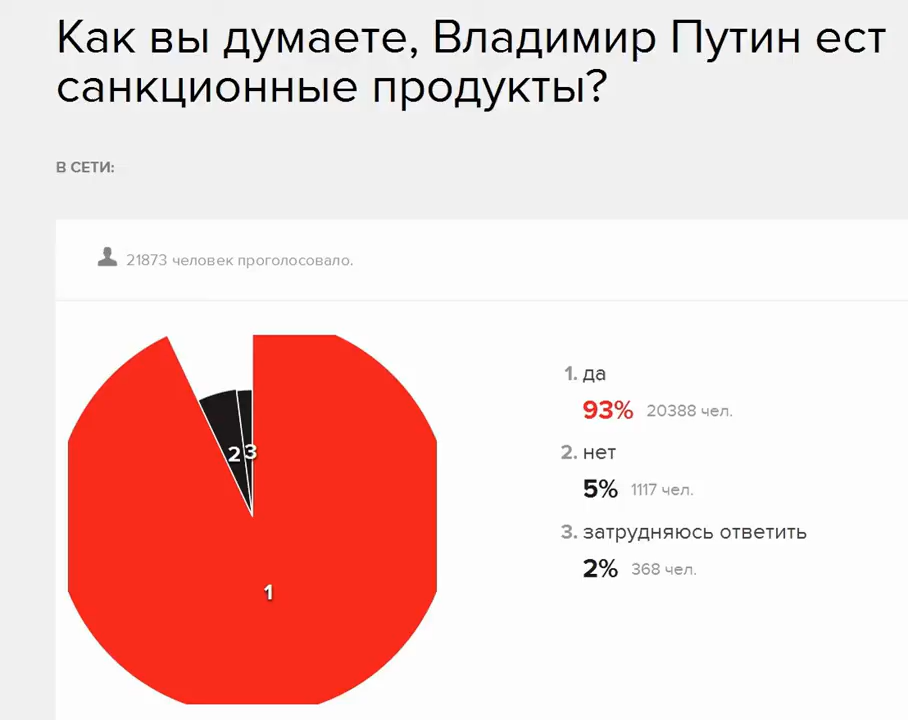 Как вы думаете, Владимир Путин ест
санкционные продукты?
В СЕТИ:
21873 человек проголосовало.
1. да
93% 20388 чел.
2. нет
5% 1117 чел.
3. затрудняюсь ответить
2% 368 чел.
2 3
1